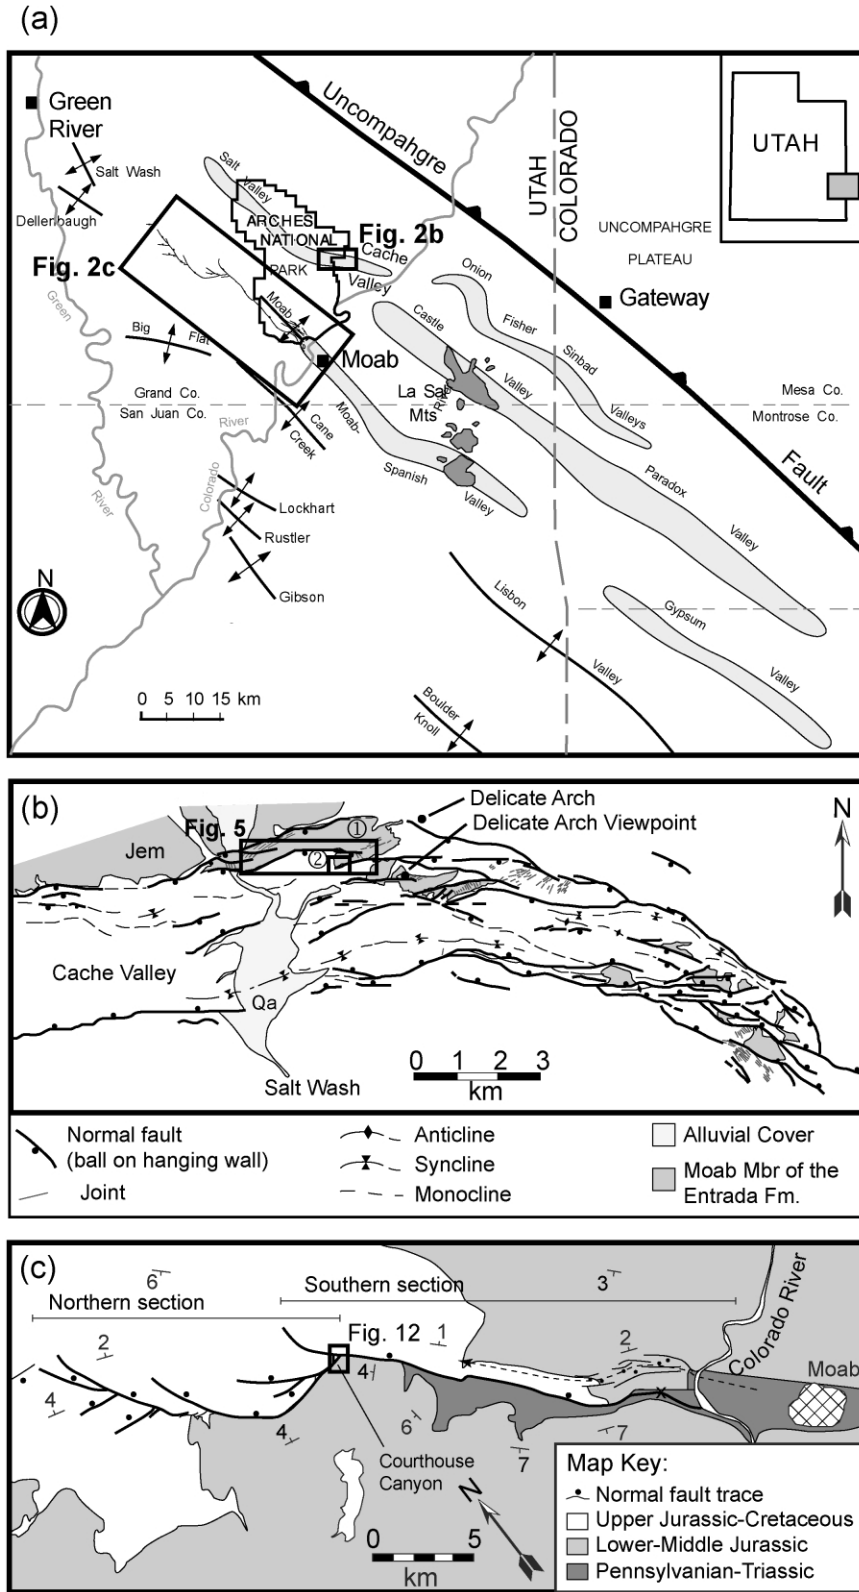 (a)
Green
River
Salt Wash
Dellenbaugh
Uncompahgre
Fault
UTAH
COLORADO
UTAH
UNCOMPAHGRE
PLATEAU
Gateway
Salt
Valley
ARCHES
NATIONAL
PARK
Fig. 2b
Cache
Valley
Fig. 2c
Moab
Moab
Green
River
Big
Flat
Grand Co.
San Juan Co.
River
Colorado
Cane
Creek
Moab-
Spanish
Valley
Castle
Valley
La Sal
Mts
River
Onion
Fisher
Sinbad
Valleys
Mesa Co.
Montrose Co.
Paradox
Valley
Lockhart
Rustler
Gibson
Lisbon
Valley
Gypsum
Valley
Boulder
Knoll
N
0 5 10 15 km
(b)
Delicate Arch
Delicate Arch Viewpoint
N
Fig. 5
Jem
1
2
Cache Valley
Qa
Salt Wash
0 1 2 3
km
Normal fault
(ball on hanging wall)
Joint
Anticline
Syncline
Monocline
Alluvial Cover
Moab Mbr of the
Entrada Fm.
(c)
6
Southern section
3
Northern section
Fig. 12
1
2
2
4
4
4
6
7
7
Colorado River
Moab
Courthouse
Canyon
N
0 5
km
Map Key:
Normal fault trace
Upper Jurassic-Cretaceous
Lower-Middle Jurassic
Pennsylvanian-Triassic